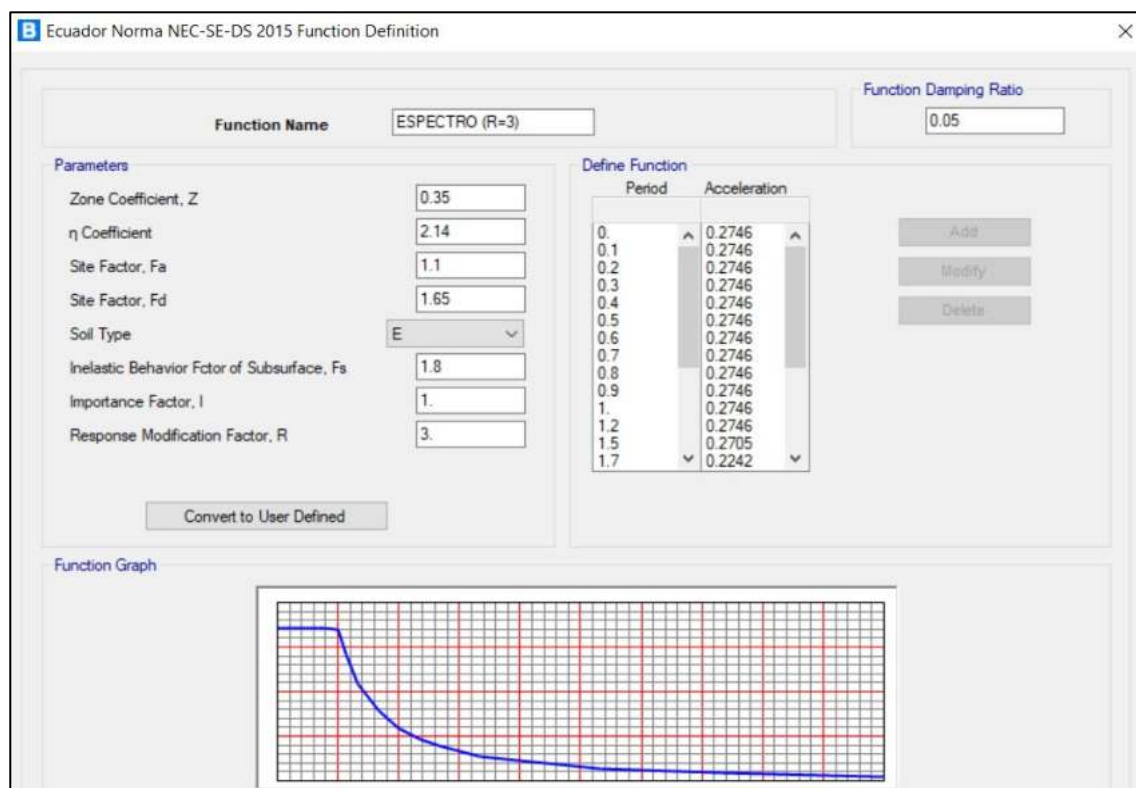 B Ecuador Norma NEC-SE-DS 2015 Function Definition
Function Name
ESPECTRO (R=3)
Function Damping Ratio
0.05
Parameters
Zone Coefficient, Z 0.35
η Coefficient 2.14
Site Factor, Fa 1.1
Site Factor, Fd 1.65
Soil Type E
Inelastic Behavior Fctor of Subsurface, Fs 1.8
Importance Factor, I 1.
Response Modification Factor, R 3.
Convert to User Defined
Define Function
Period Acceleration
0. 0.2746
0.1 0.2746
0.2 0.2746
0.3 0.2746
0.4 0.2746
0.5 0.2746
0.6 0.2746
0.7 0.2746
0.8 0.2746
0.9 0.2746
1. 0.2746
1.2 0.2746
1.5 0.2705
1.7 0.2242
Add
Modify
Delete
Function Graph